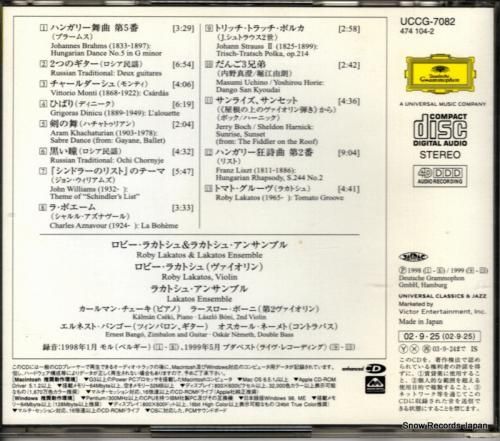 1 ハンガリー舞曲 第5番 [3:29]
(ブラームス)
Johannes Brahms (1833-1897):
Hungarian Dance No.5 in G minor
2 2つのギター(ロシア民謡) [6:54]
Russian Traditional: Deux guitares
3 チャールダーシュ(モンティ) [4:06]
Vittorio Monti (1868-1922): Csárdás
4 ひばり(ディニーク) [6:19]
Grigoras Dinicu (1889-1949): L'alouette
5 剣の舞(ハチャトゥリアン) [2:04]
Aram Khachaturian (1903-1978):
Sabre Dance (from: Gayane, Ballet)
6 黒い瞳(ロシア民謡) [4:32]
Russian Traditional: Ochi Chornyje
7 「シンドラーのリスト」のテーマ [5:47]
(ジョン・ウィリアムズ)
John Williams (1932- ):
Theme of "Schindler's List"
8 ラ・ボエーム [3:33]
(シャルル・アズナヴール)
Charles Aznavour (1924- ): La Bohème
9 トリッチ・トラッチ・ポルカ [2:58]
(J.シュトラウス2世)
Johann Strauss II (1825-1899):
Tritsch-Trasch Polka, op.214
10 だんご3兄弟 [2:42]
(内野真澄/堀江由朗)
Masumi Uchino / Yoshirou Horie:
Dango San Kyoudai
11 サンライズ、サンセット [4:36]
(《屋根の上のヴァイオリン弾き》から)
(ボック/ハーニック)
Jerry Boch / Sheldon Harnick:
Sunrise, Sunset
(from: The Fiddler on the Roof)
12 ハンガリー狂詩曲 第2番 [9:04]
(リスト)
Franz Liszt (1811-1886):
Hungarian Rhapsody, S.244 No.2
13 トマト・グルーヴ(ラカトシュ) [4:41]
Roby Lakatos (1965- ): Tomato Groove
ロビー・ラカトシュ&ラカトシュ・アンサンブル
Roby Lakatos & Lakatos Ensemble
ロビー・ラカトシュ(ヴァイオリン)
Roby Lakatos, Violin
ラカトシュ・アンサンブル
Lakatos Ensemble
カールマン・チェーキ(ピアノ) ラースロー・ボーニ(第2ヴァイオリン)
Kálmán Cséki, Piano László Bóni, 2nd Violin
エルネスト・バンゴー(ツィンバロン、ギター) オスカール・ネーメト(コントラバス)
Ernest Bangó, Zimbalon and Guitar Oskár Németh, Double Bass
録音:1998年1月 モル(ベルギー) (1-8)、1999年5月 ブダペスト(ライヴ・レコーディング) (9-13)
enhanced CD
UCCG-7082
474 104-2
Deutsche
Grammophon
A UNIVERSAL MUSIC COMPANY
COMPACT
disc
DIGITAL AUDIO
STEREO
4D DDD
AUDIO RECORDING
℗ 1998 (1-8) / 1999 (9-13)
Deutsche Grammophon
GmbH, Hamburg
UNIVERSAL CLASSICS & JAZZ
Marketed by
Victor Entertainment, Inc.
Made in Japan
02・9・25 (02・9・25)
Snow Records Japan